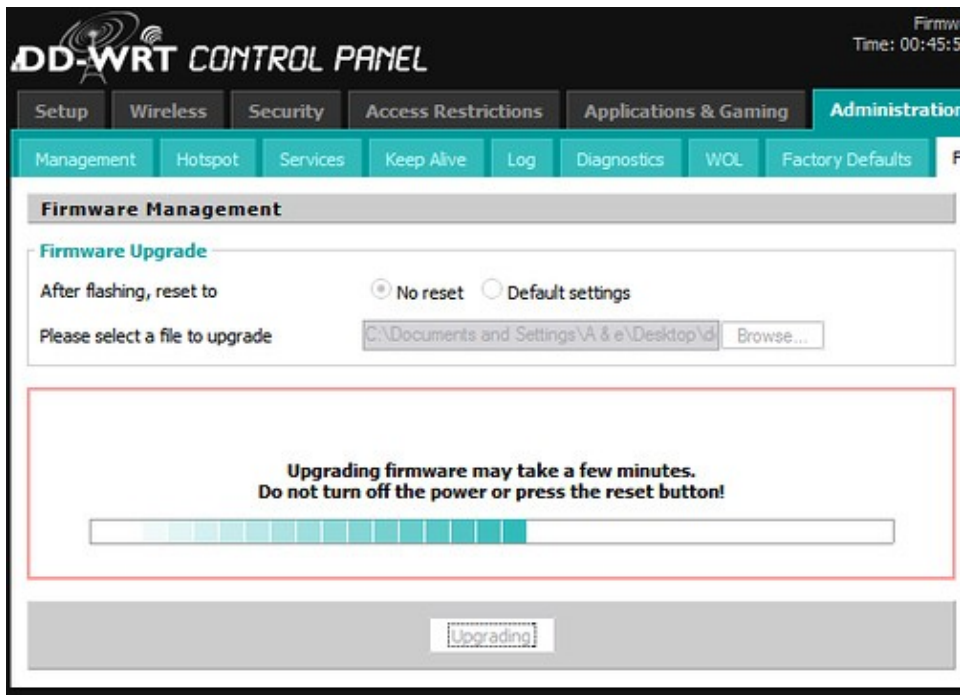 Firmw
Time: 00:45:5
DD-WRT CONTROL PANEL
Setup Wireless Security Access Restrictions Applications & Gaming Administration
Management Hotspot Services Keep Alive Log Diagnostics WOL Factory Defaults F
Firmware Management
Firmware Upgrade
After flashing, reset to No reset Default settings
Please select a file to upgrade C:\Documents and Settings\A & e\Desktop\d Browse...
Upgrading firmware may take a few minutes.
Do not turn off the power or press the reset button!
Upgrading